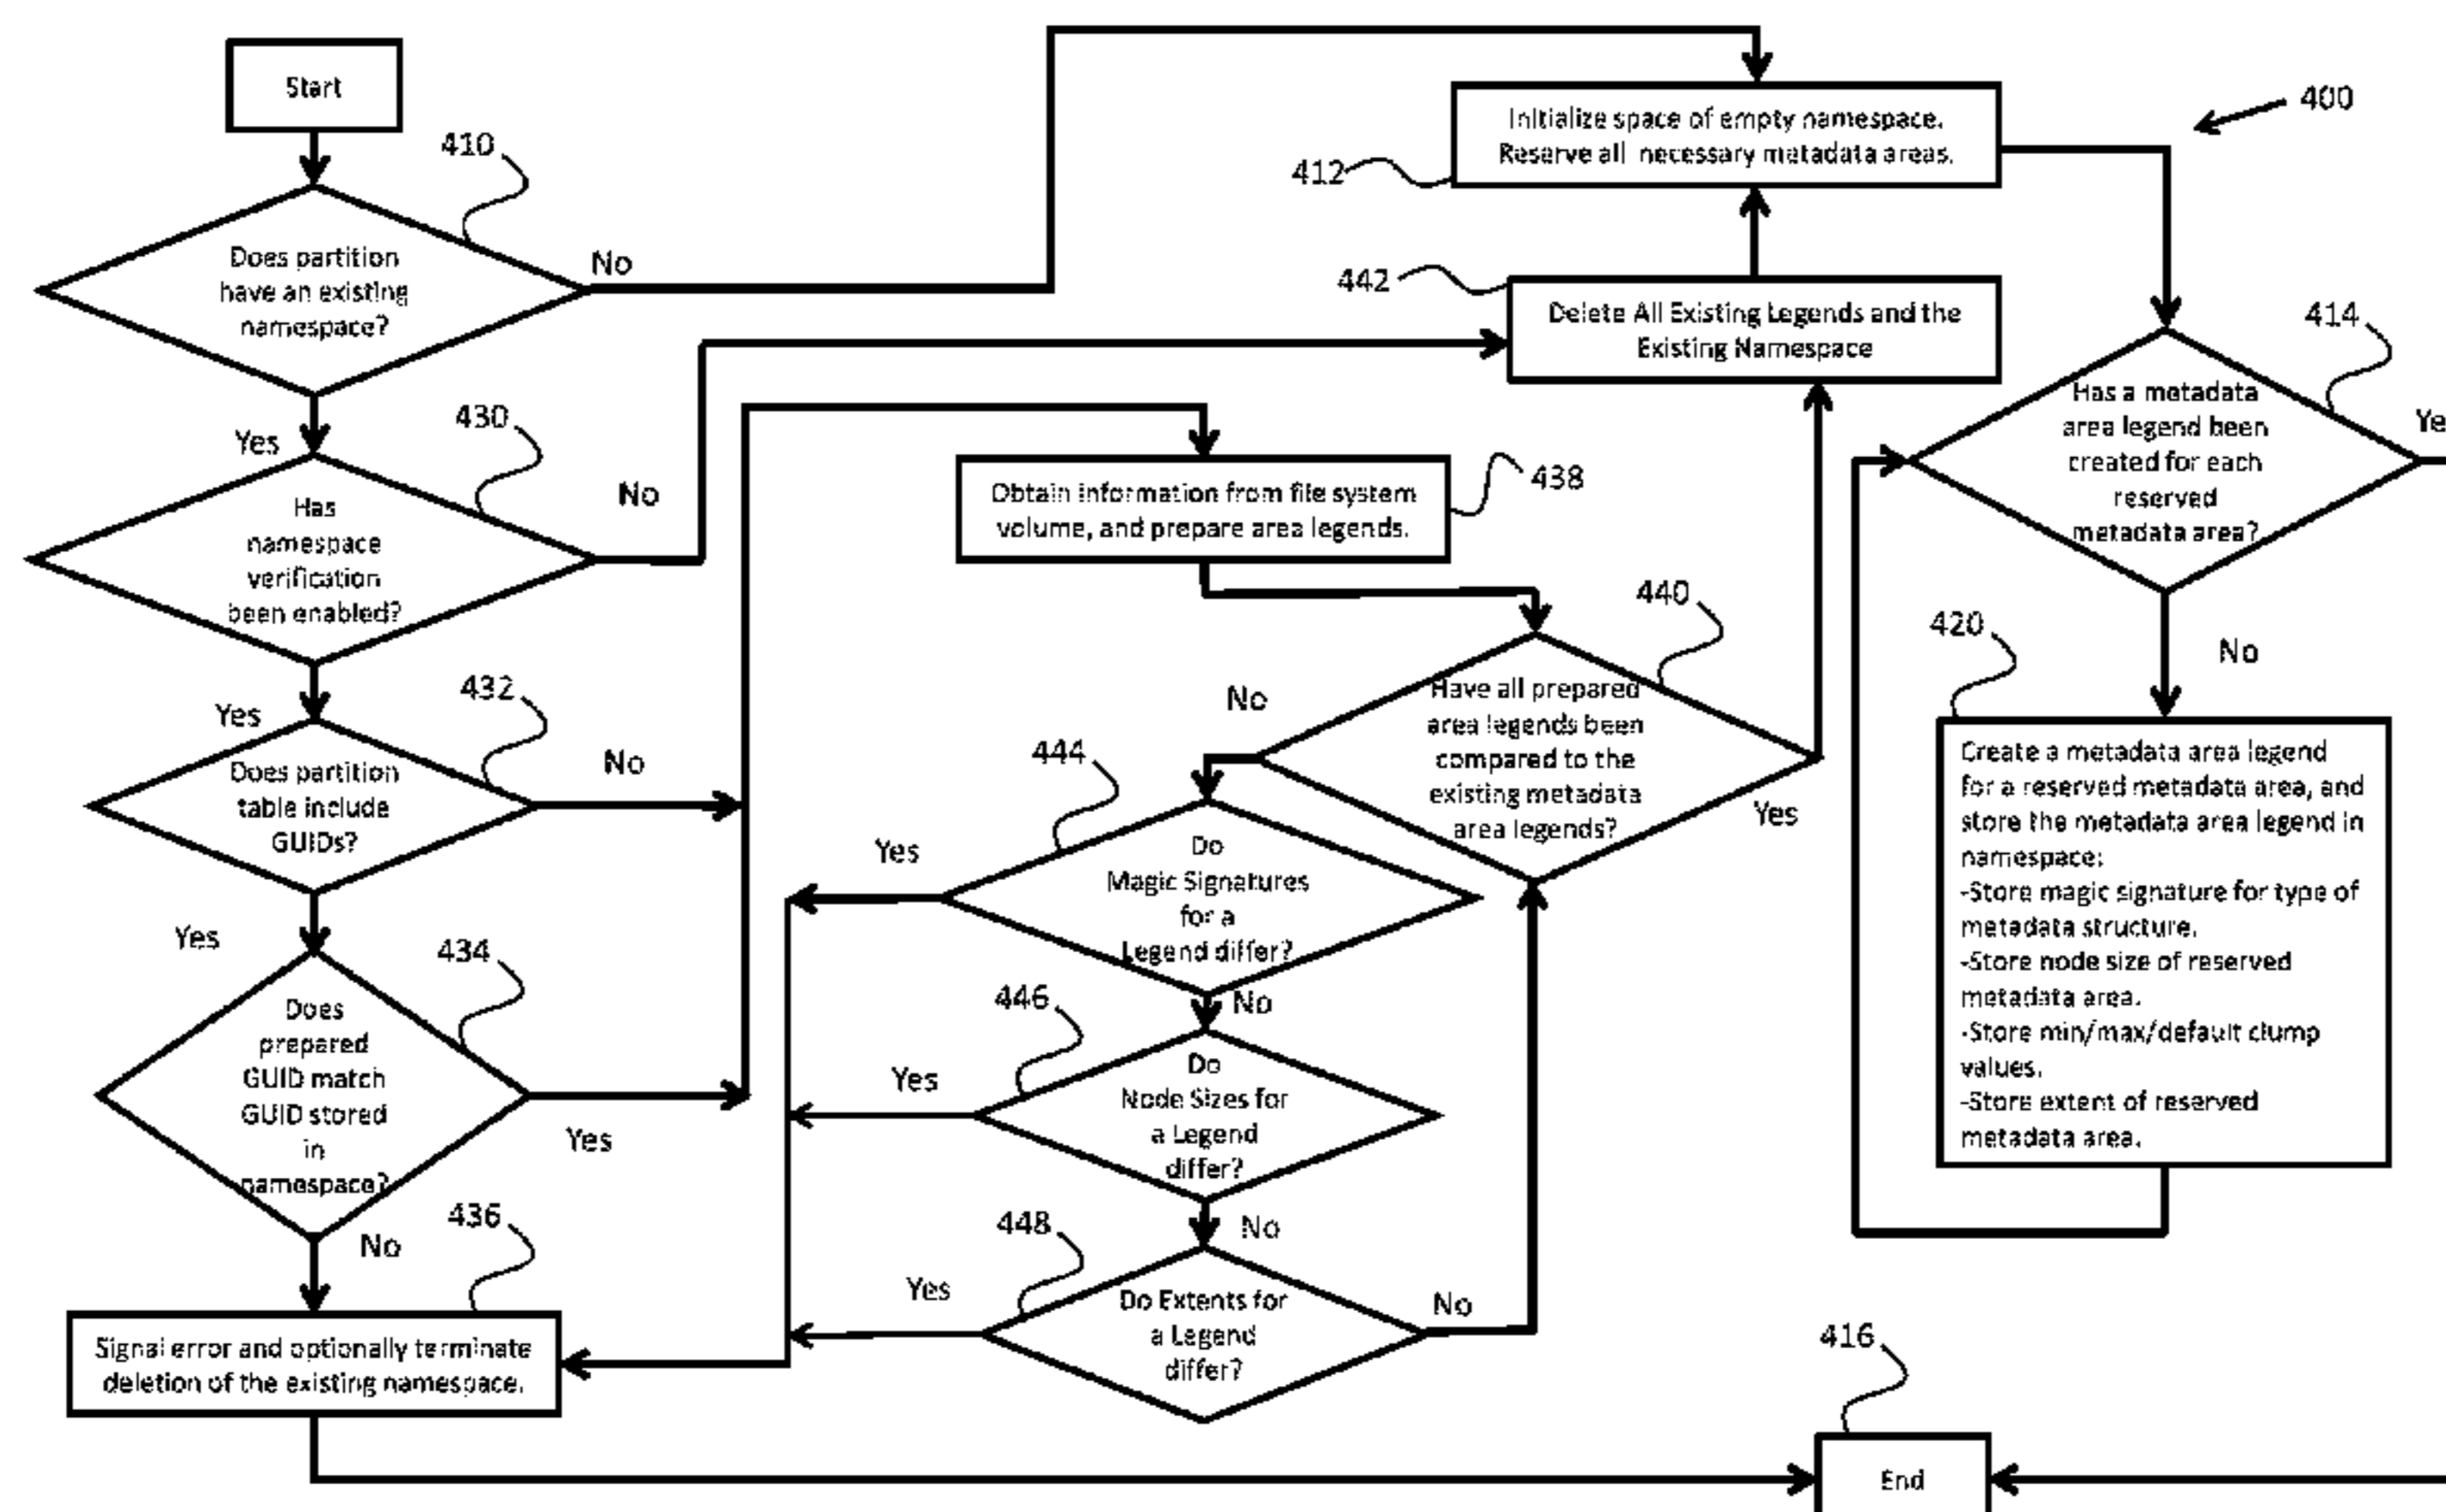 Start
410
Does partition
have an existing
namespace?
No
Yes
430
Has
namespace
verification
been enabled?
No
Yes
432
Does partition
table include
GUIDs?
No
Yes
434
Does
prepared
GUID match
GUID stored
in
namespace?
Yes
No
436
Signal error and optionally terminate
deletion of the existing namespace.
Initialize space of empty namespace.
Reserve all necessary metadata areas.
412
400
442
Delete All Existing Legends and the
Existing Namespace
Obtain information from file system
volume, and prepare area legends.
438
440
Have all prepared
area legends been
compared to the
existing metadata
area legends?
No
Yes
444
Do
Magic Signatures
for a
Legend differ?
Yes
No
446
Do
Node Sizes for
a Legend
differ?
Yes
No
448
Do Extents for
a Legend
differ?
Yes
No
414
Has a metadata
area legend been
created for each
reserved
metadata area?
Ye
No
420
Create a metadata area legend
for a reserved metadata area, and
store the metadata area legend in
namespace:
-Store magic signature for type of
metadata structure.
-Store node size of reserved
metadata area.
-Store min/max/default clump
values.
-Store extent of reserved
metadata area.
416
End